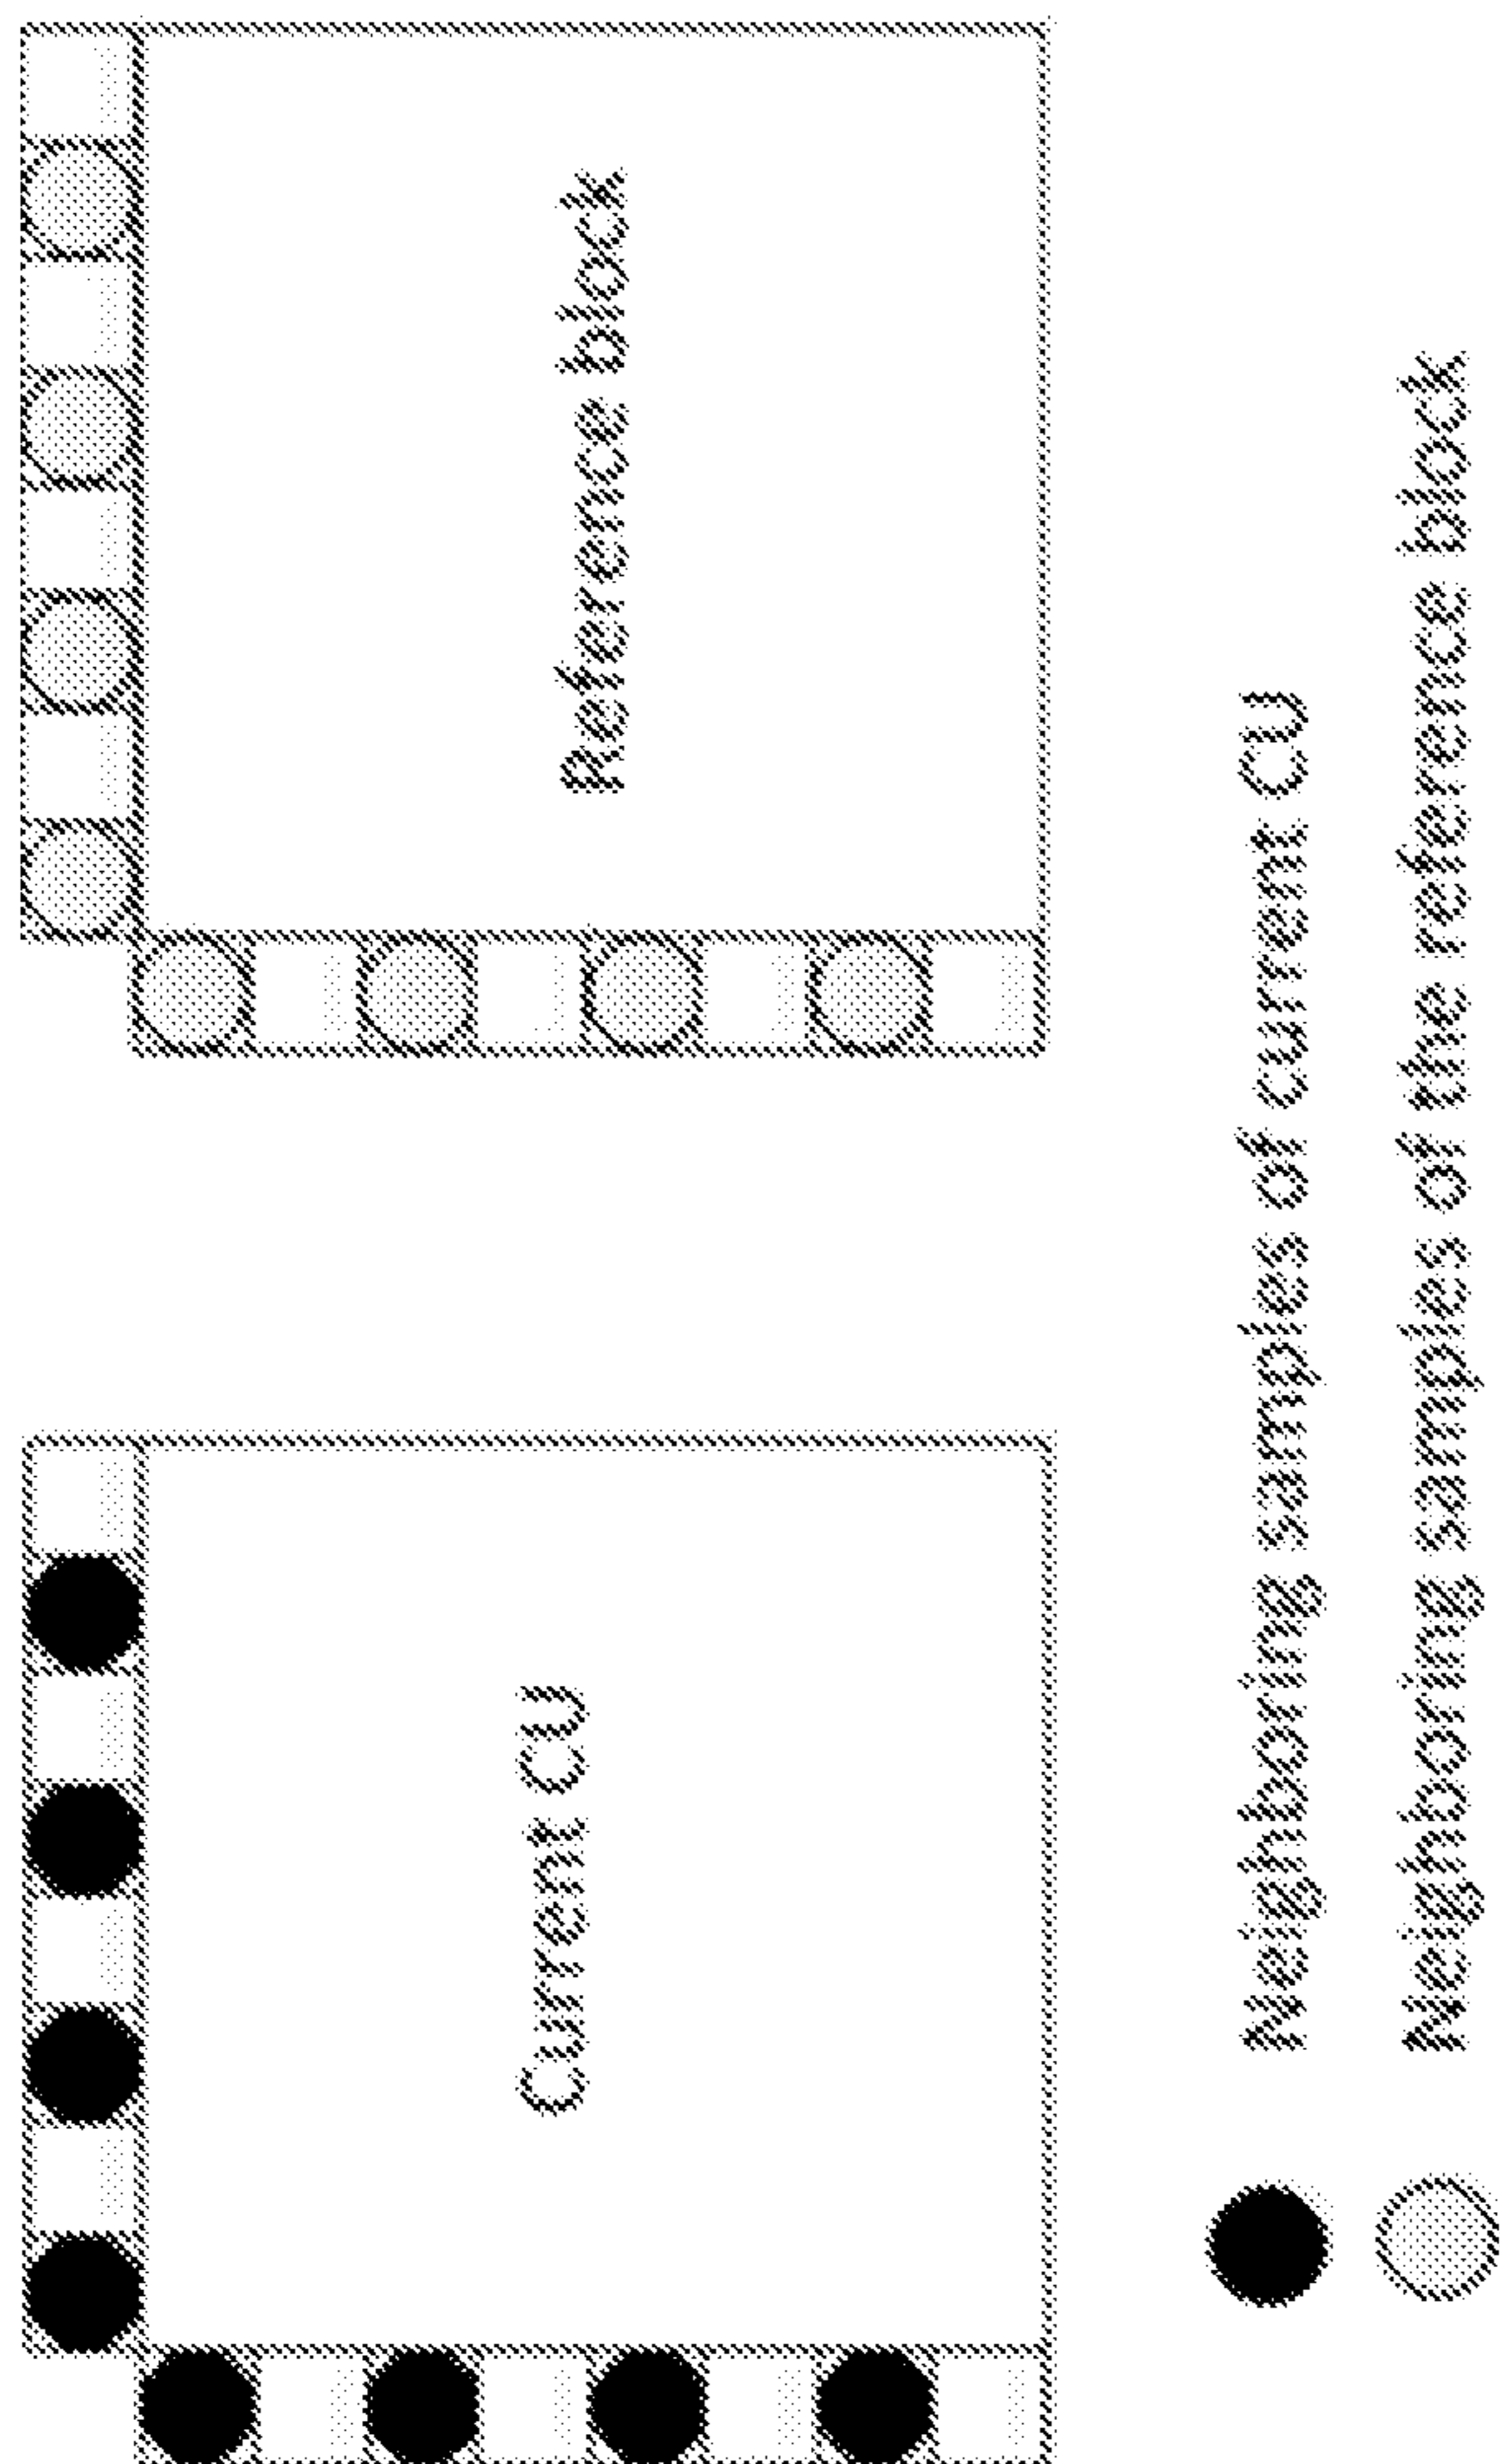 Current CU
Reference block
Neighboring samples of current CU
Neighboring samples of the reference block